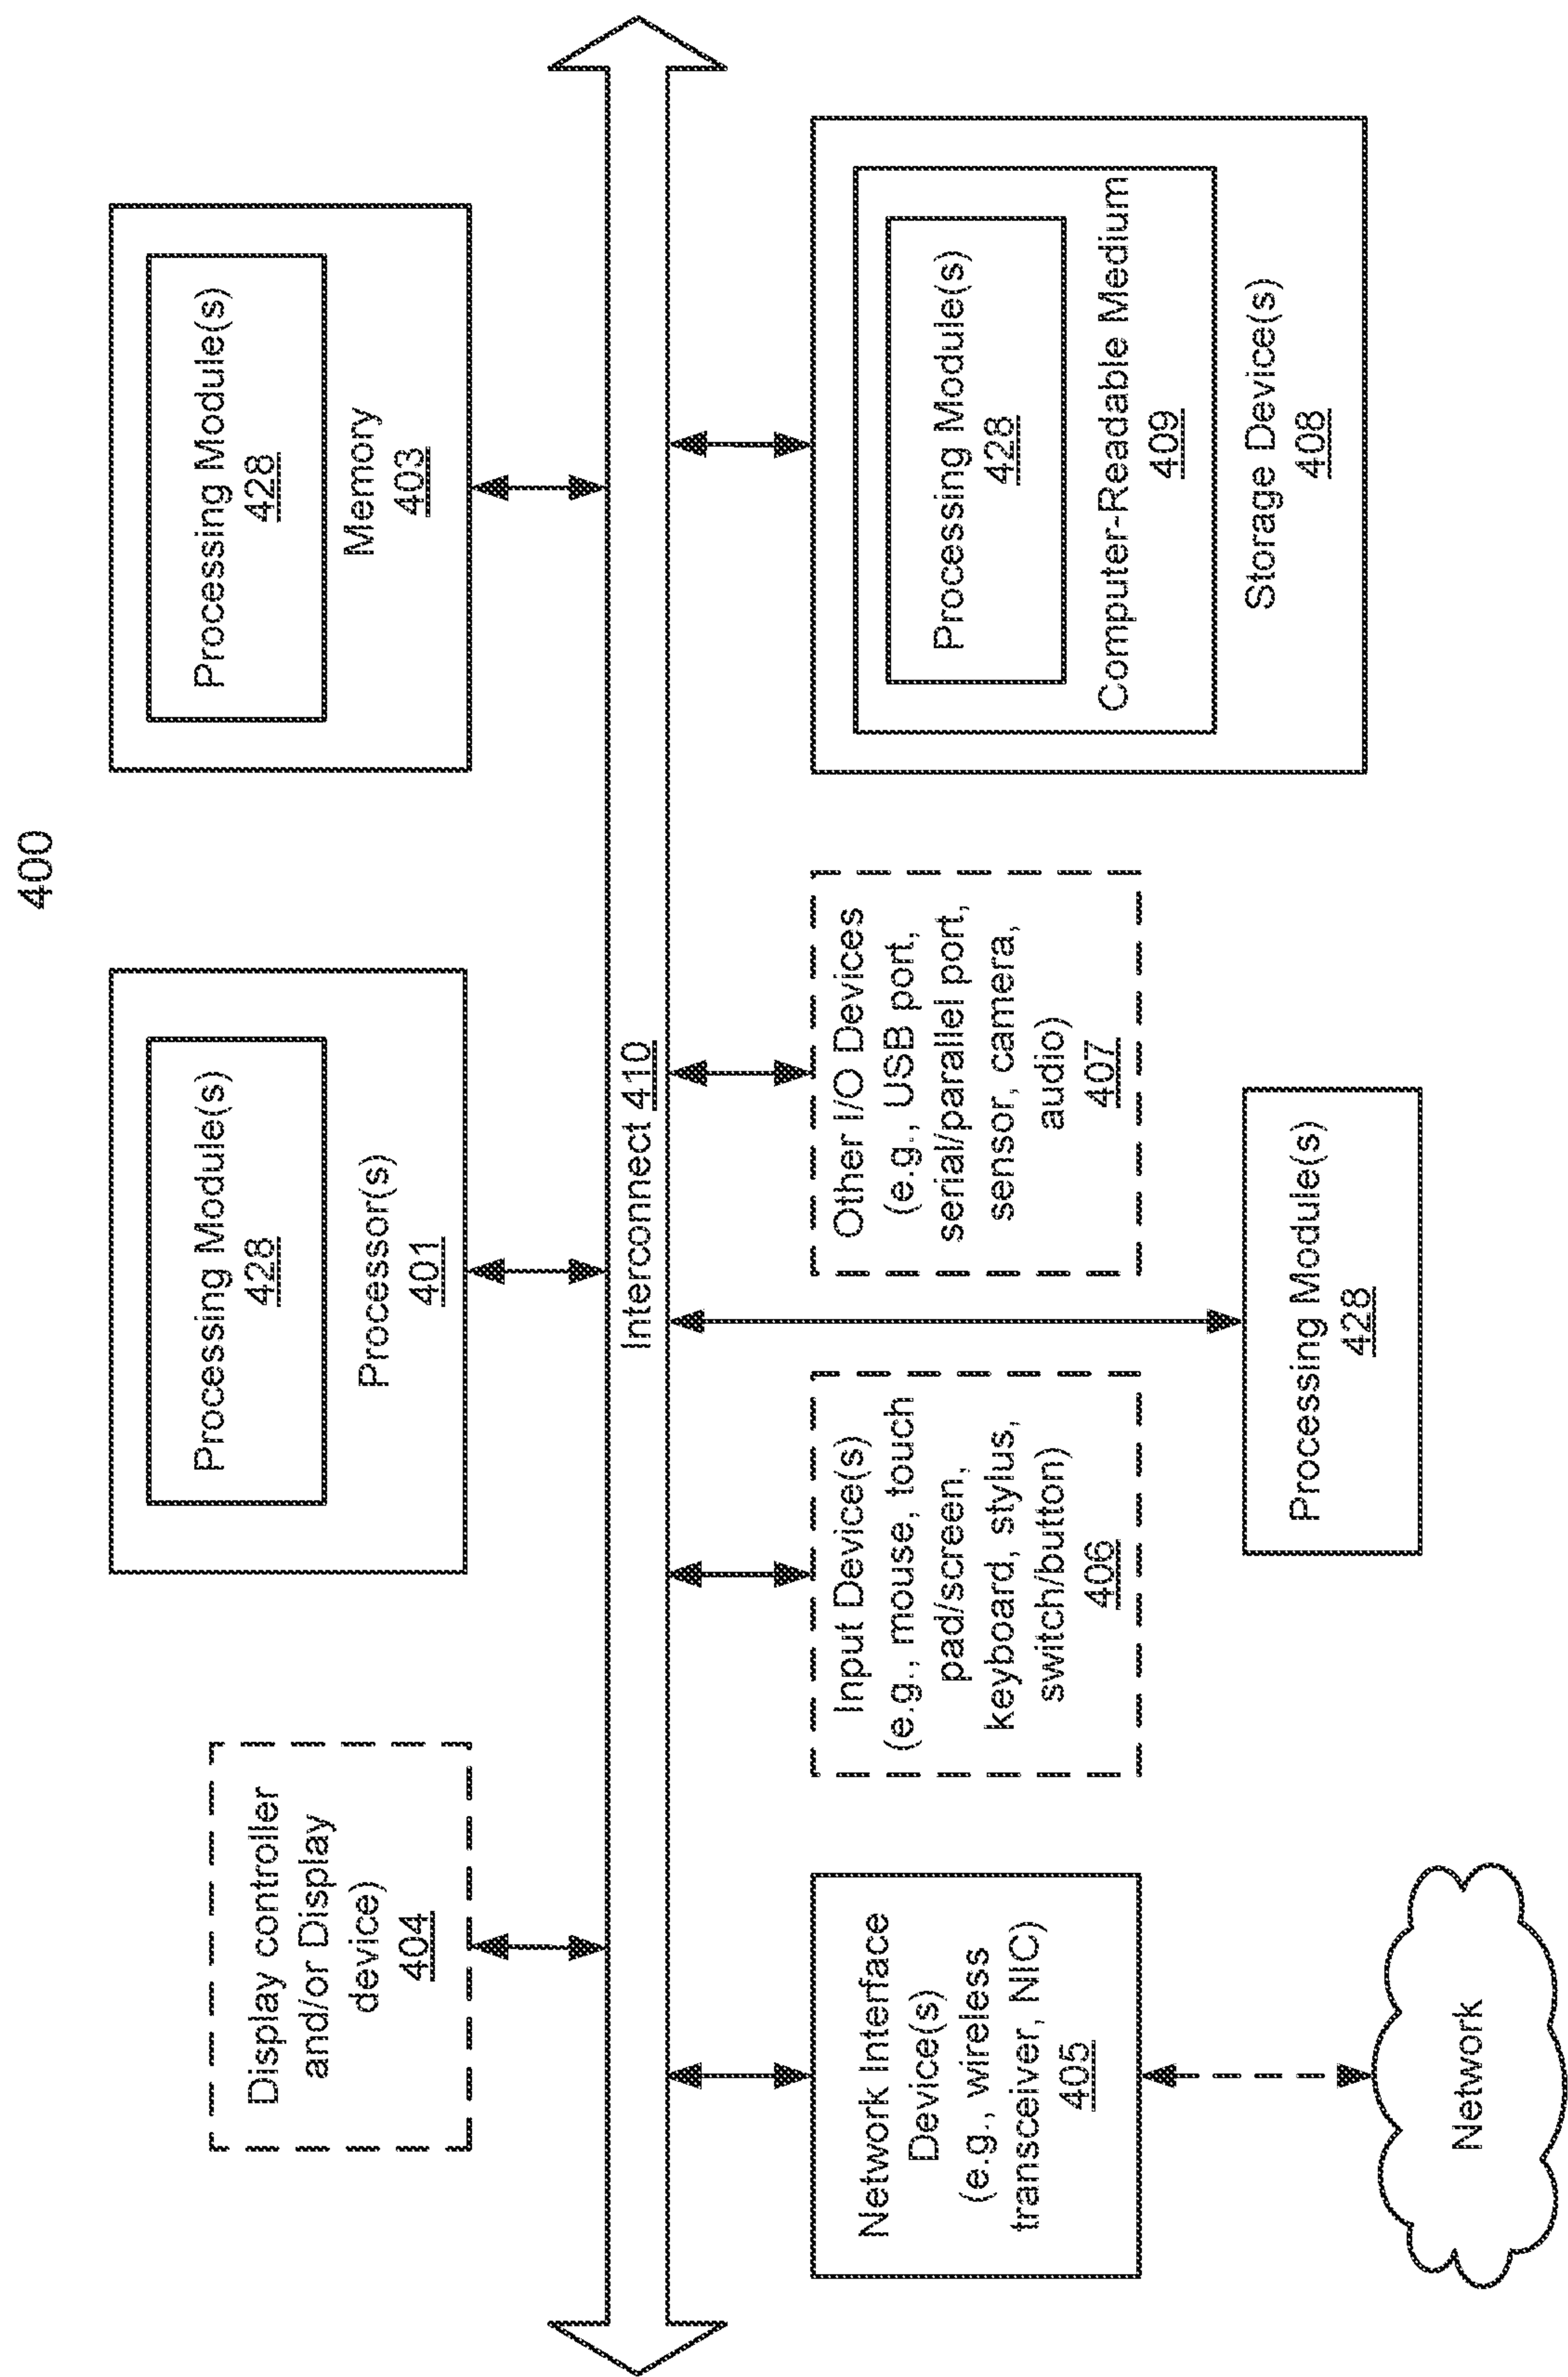 400
Display controller
and/or Display
device)
404
Processing Module(s)
428
Processor(s)
401
Processing Module(s)
428
Memory
403
Interconnect 410
Network Interface
Device(s)
(e.g., wireless
transceiver, NIC)
405
Input Device(s)
(e.g., mouse, touch
pad/screen,
keyboard, stylus,
switch/button)
406
Other I/O Devices
(e.g., USB port,
serial/parallel port,
sensor, camera,
audio)
407
Processing Module(s)
428
Computer-Readable Medium
409
Storage Device(s)
408
Processing Module(s)
428
Network